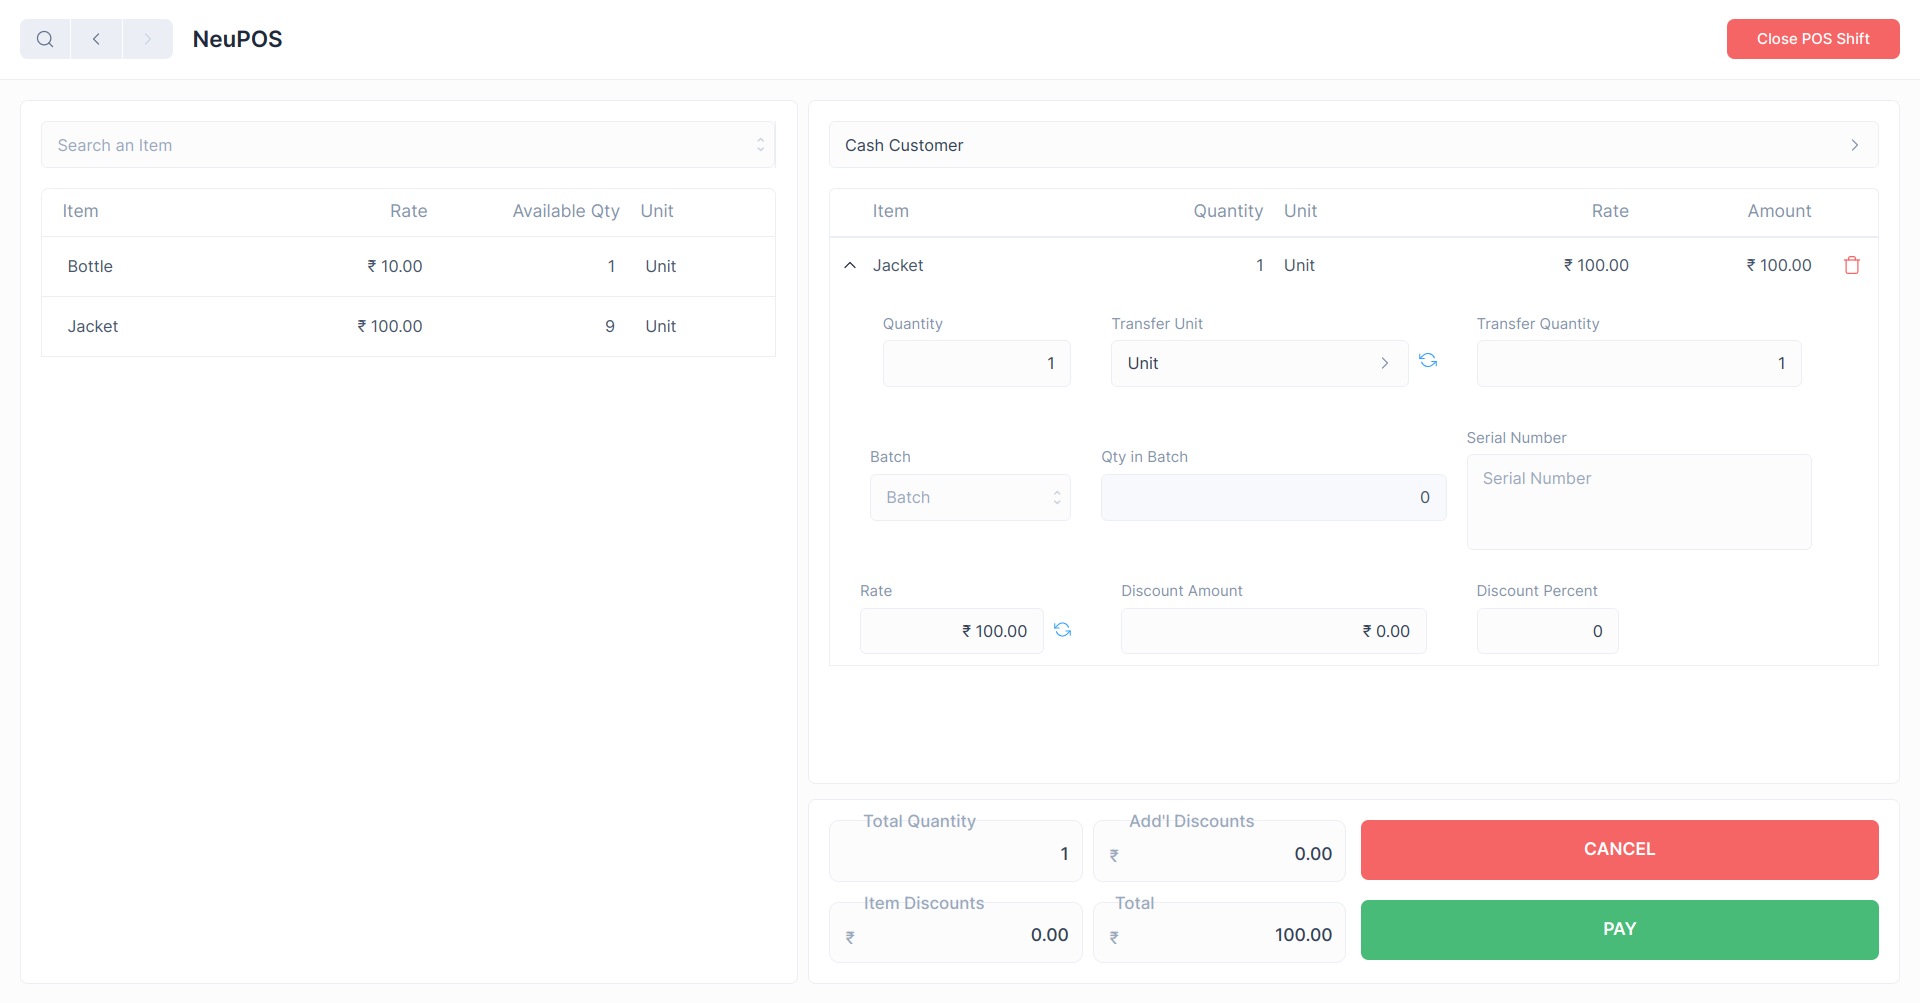 NeuPOS
Close POS Shift
Search an Item
Item Rate Available Qty Unit
Bottle ₹ 10.00 1 Unit
Jacket ₹ 100.00 9 Unit
Cash Customer
Item Quantity Unit Rate Amount
Jacket 1 Unit ₹ 100.00 ₹ 100.00
Quantity Transfer Unit Transfer Quantity
1 Unit 1
Serial Number
Batch Qty in Batch
Serial Number
Batch 0
Rate Discount Amount Discount Percent
₹ 100.00 ₹ 0.00 0
Total Quantity Add'l Discounts
1 ₹ 0.00
CANCEL
Item Discounts Total
₹ 0.00 ₹ 100.00
PAY